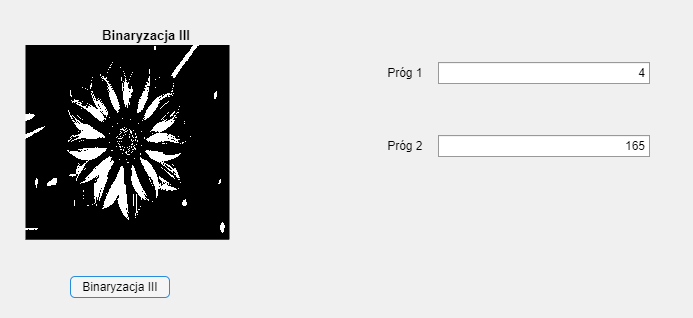 Binaryzacja III
Próg 1
4
Próg 2
165
Binaryzacja III